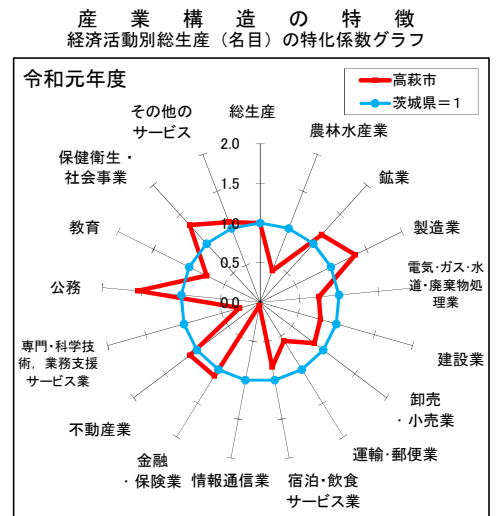 産業構造の特徴
経済活動別総生産（名目）の特化係数グラフ
令和元年度
高萩市
茨城県＝1
総生産
農林水産業
鉱業
製造業
電気・ガス・水
道・廃棄物処
理業
建設業
卸売
・小売業
運輸・郵便業
宿泊・飲食
サービス業
情報通信業
金融
・保険業
不動産業
専門・科学技
術，業務支援
サービス業
公務
教育
保健衛生・
社会事業
その他の
サービス
2.0
1.5
1.0
0.5
0.0